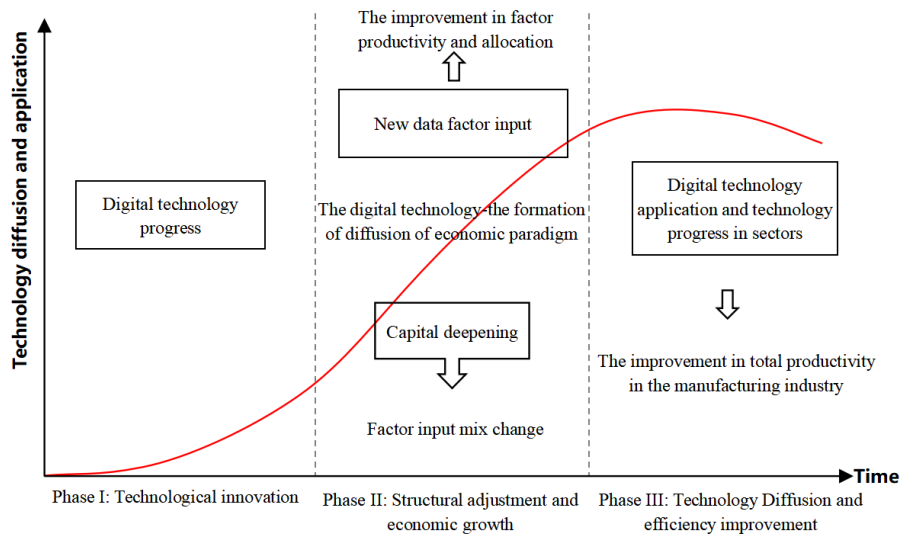 Technology diffusion and application
The improvement in factor
productivity and allocation
New data factor input
Digital technology
progress
The digital technology-the formation
of diffusion of economic paradigm
Digital technology
application and technology
progress in sectors
Capital deepening
The improvement in total productivity
in the manufacturing industry
Factor input mix change
Time
Phase I: Technological innovation
Phase II: Structural adjustment and
economic growth
Phase III: Technology Diffusion and
efficiency improvement